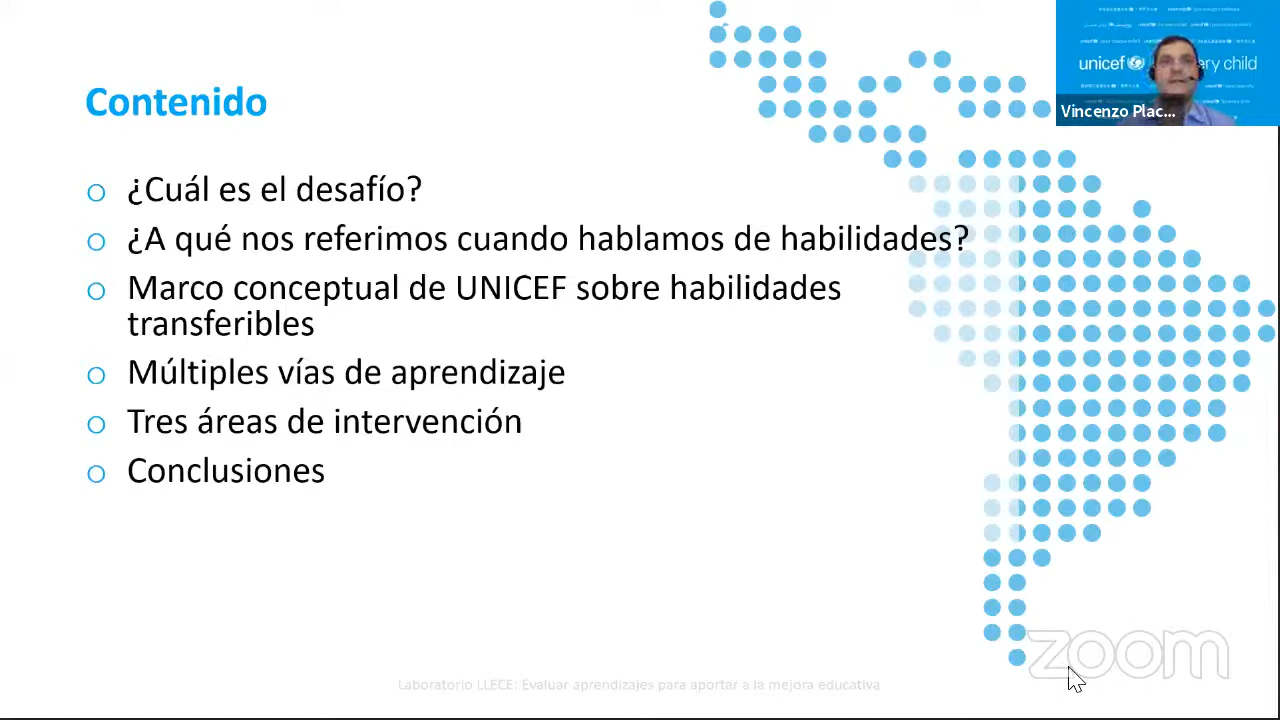 Contenido
unicef
ery child
Vincenzo Plac...
o ¿Cuál es el desafío?
o ¿A qué nos referimos cuando hablamos de habilidades?
o Marco conceptual de UNICEF sobre habilidades
transferibles
o Múltiples vías de aprendizaje
o Tres áreas de intervención
o Conclusiones
zoom
Laboratorio LLECE: Evaluar aprendizajes para aportar a la mejora educativa